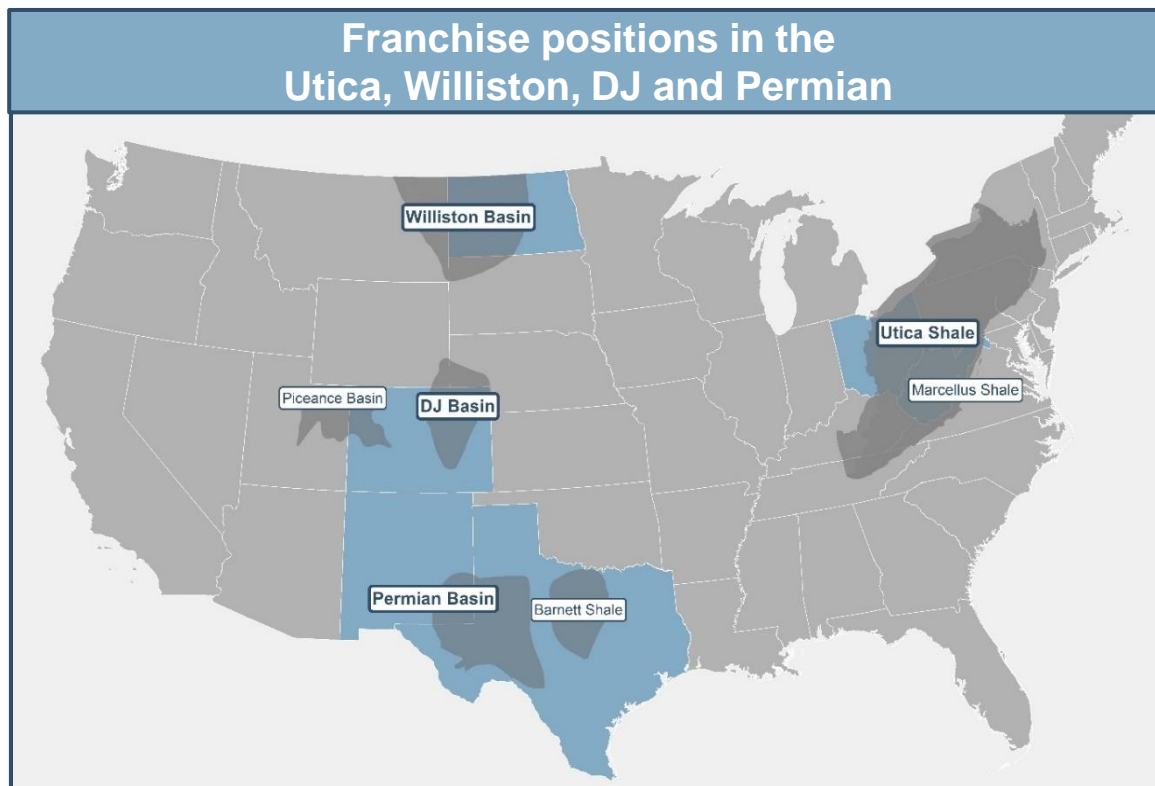 Franchise positions in the
Utica, Williston, DJ and Permian
Williston Basin
Utica Shale
Piceance Basin
DJ Basin
Marcellus Shale
Permian Basin
Barnett Shale